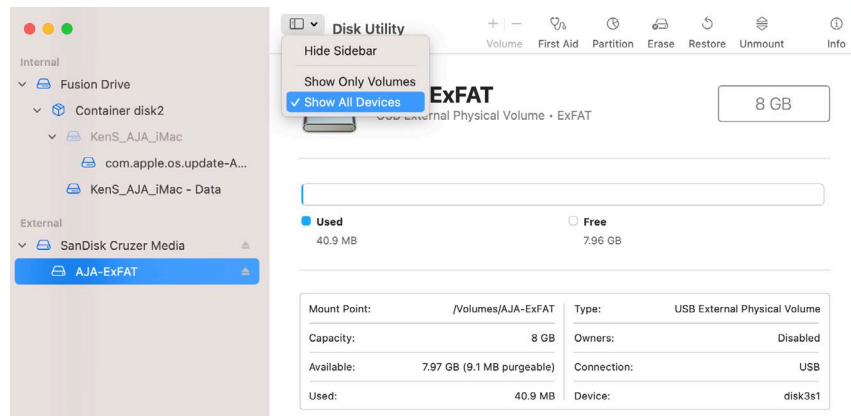 Disk Utility
Volume First Aid Partition Erase Restore Unmount Info
Hide Sidebar
Show Only Volumes
✓ Show All Devices
Internal
Fusion Drive
Container disk2
KenS_AJA_iMac
com.apple.os.update-A...
KenS_AJA_iMac - Data
External
SanDisk Cruzer Media
AJA-ExFAT
ExFAT
External Physical Volume • ExFAT
8 GB
Used
40.9 MB
Free
7.96 GB
Mount Point: /Volumes/AJA-ExFAT
Capacity: 8 GB
Available: 7.97 GB (9.1 MB purgeable)
Used: 40.9 MB
Type: USB External Physical Volume
Owners: Disabled
Connection: USB
Device: disk3s1